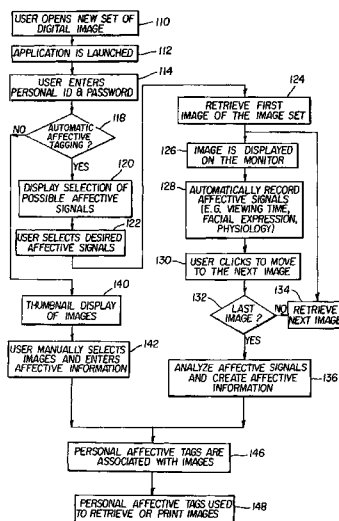 USER OPENS NEW SET OF
DIGITAL IMAGE
110
APPLICATION IS LAUNCHED
112
114
USER ENTERS
PERSONAL ID & PASSWORD
NO
AUTOMATIC
AFFECTIVE
TAGGING ?
118
YES
120
DISPLAY SELECTION OF
POSSIBLE AFFECTIVE
SIGNALS
122
USER SELECTS DESIRED
AFFECTIVE SIGNALS
140
THUMBNAIL DISPLAY
OF IMAGES
142
USER MANUALLY SELECTS
IMAGES AND ENTERS
AFFECTIVE INFORMATION
124
RETRIEVE FIRST
IMAGE OF THE IMAGE SET
126
IMAGE IS DISPLAYED
ON THE MONITOR
128
AUTOMATICALLY RECORD
AFFECTIVE SIGNALS
(E.G. VIEWING TIME,
FACIAL EXPRESSION,
PHYSIOLOGY)
130
USER CLICKS TO MOVE
TO THE NEXT IMAGE
132
LAST
IMAGE ?
NO
134
RETRIEVE
NEXT IMAGE
YES
ANALYZE AFFECTIVE SIGNALS
AND CREATE AFFECTIVE
INFORMATION
136
PERSONAL AFFECTIVE TAGS ARE
ASSOCIATED WITH IMAGES
146
PERSONAL AFFECTIVE TAGS USED
TO RETRIEVE OR PRINT IMAGES
148